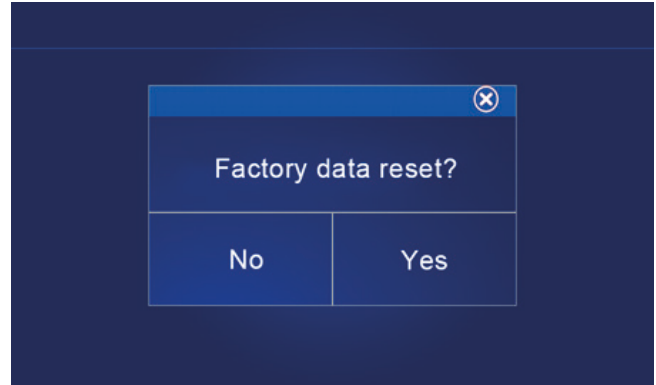 Factory data reset?
No
Yes